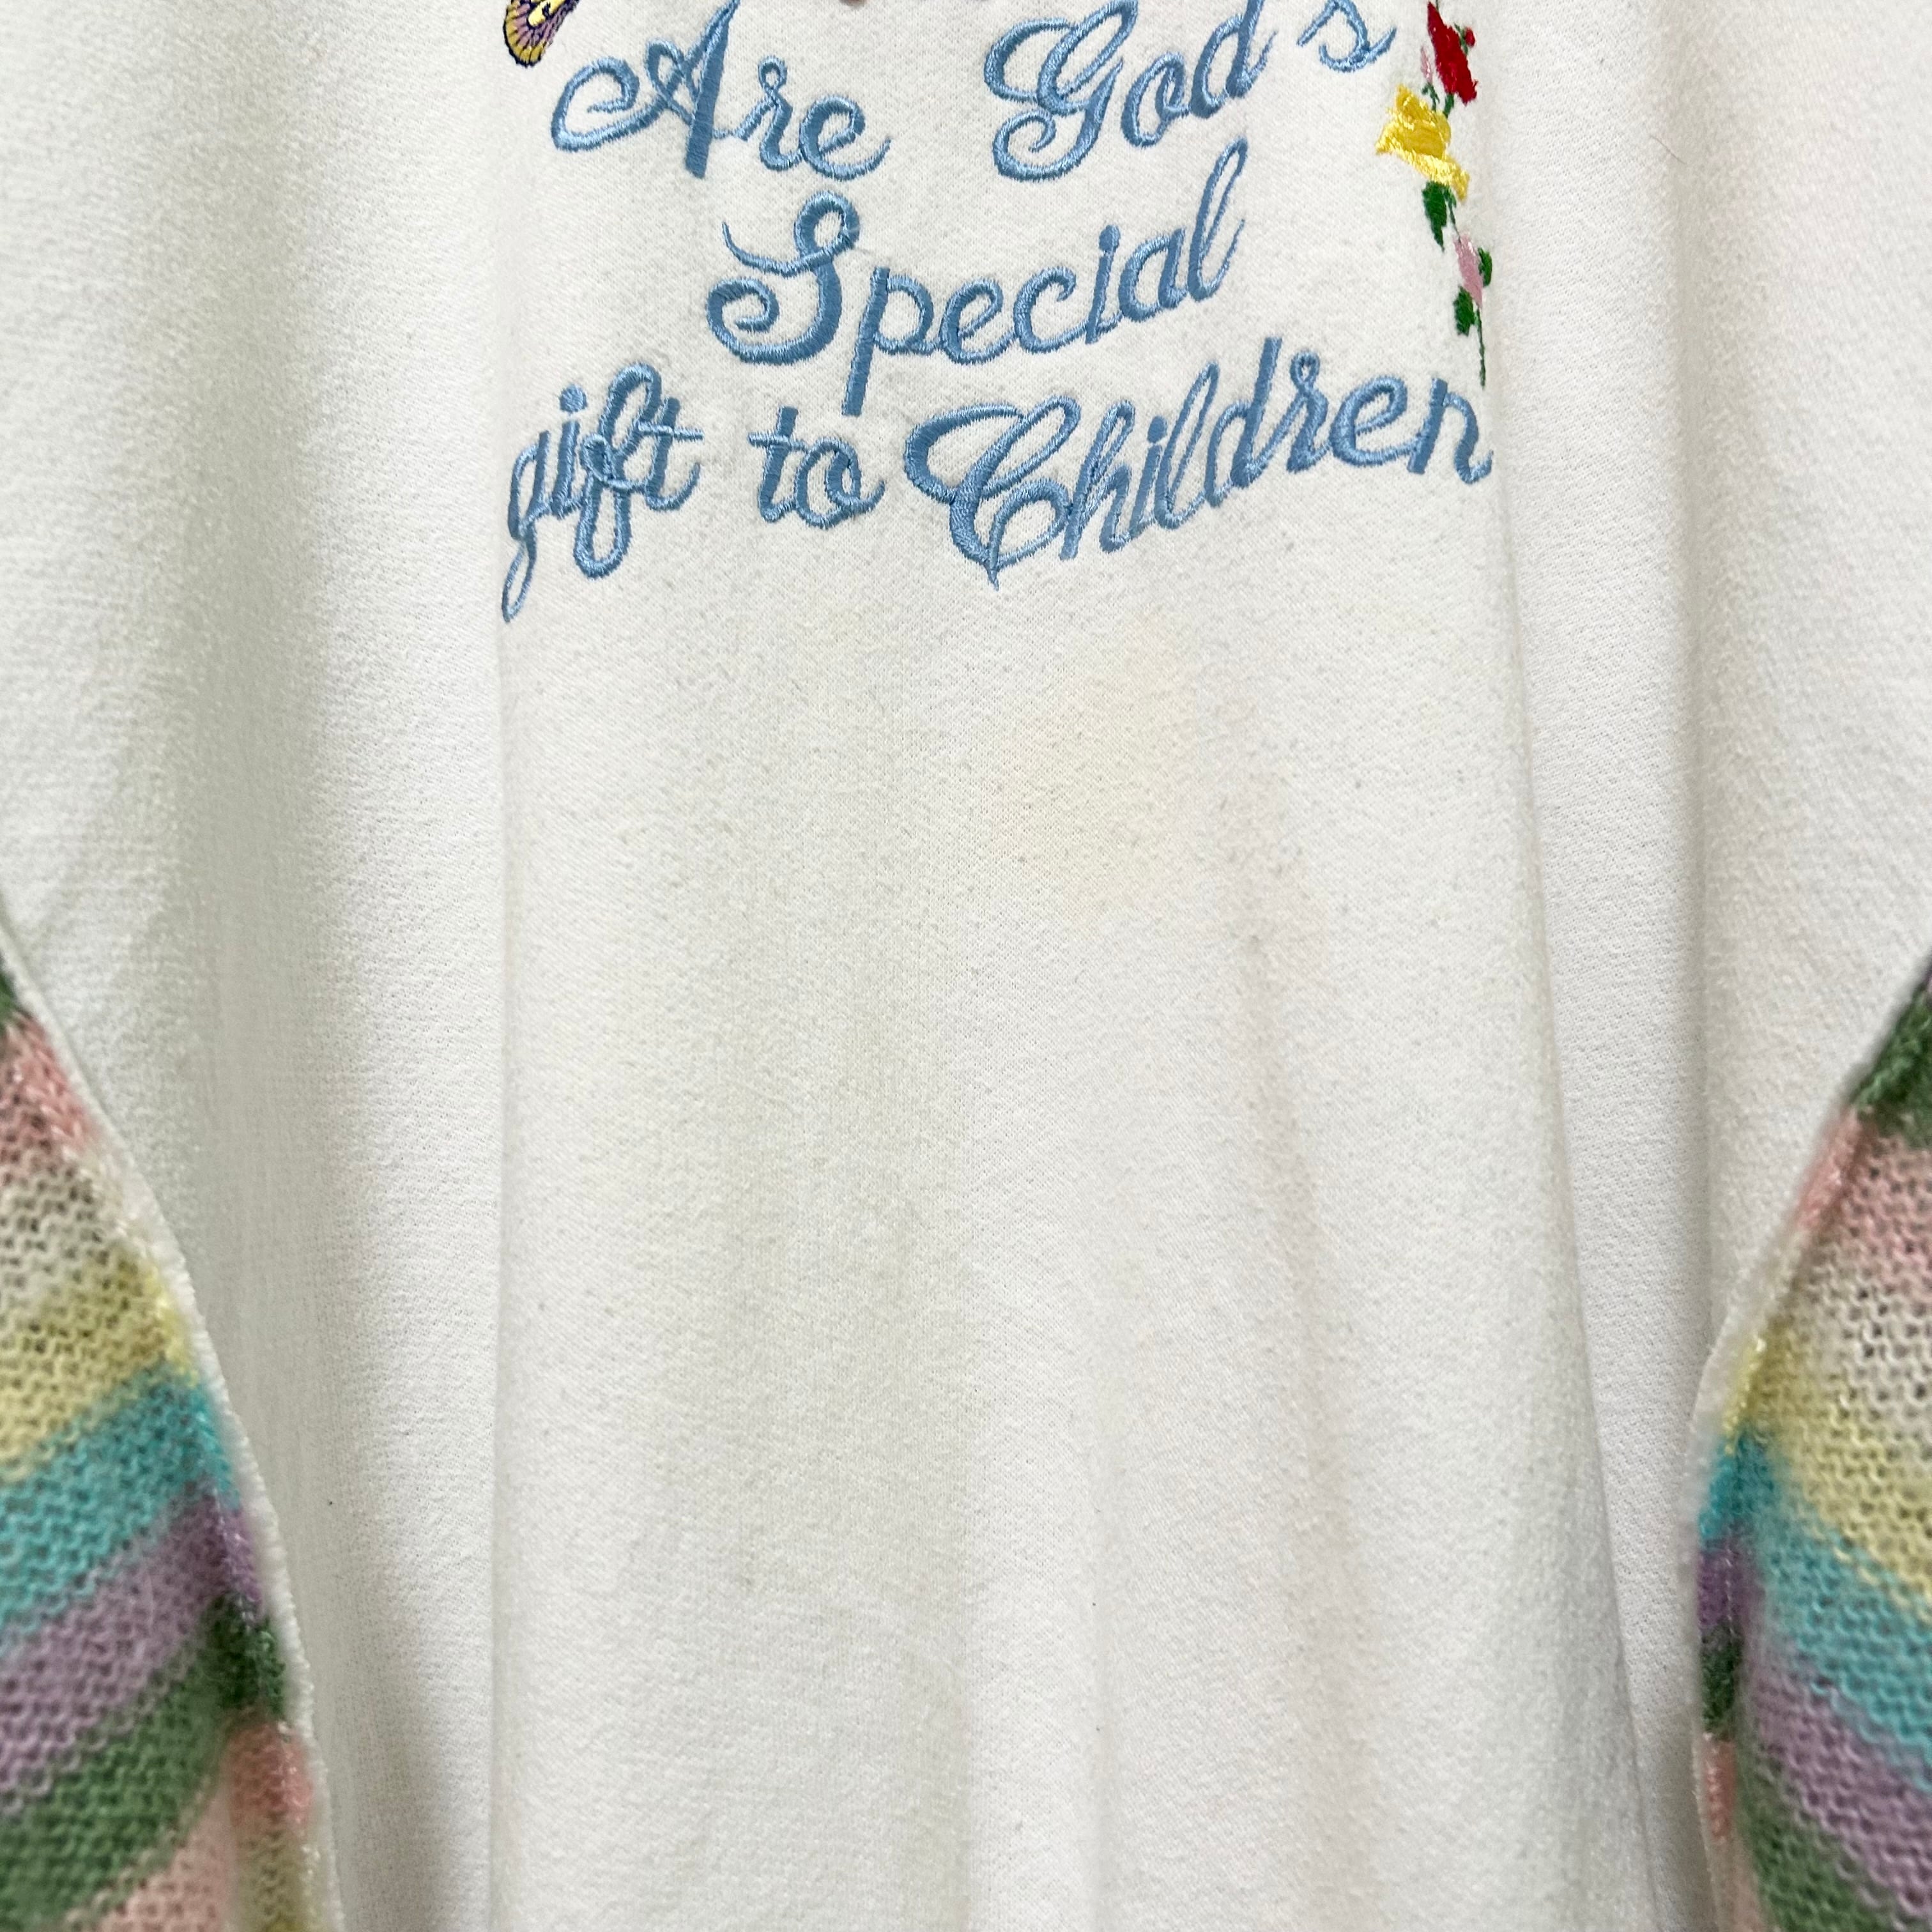 Are God's
Special
gift to Children